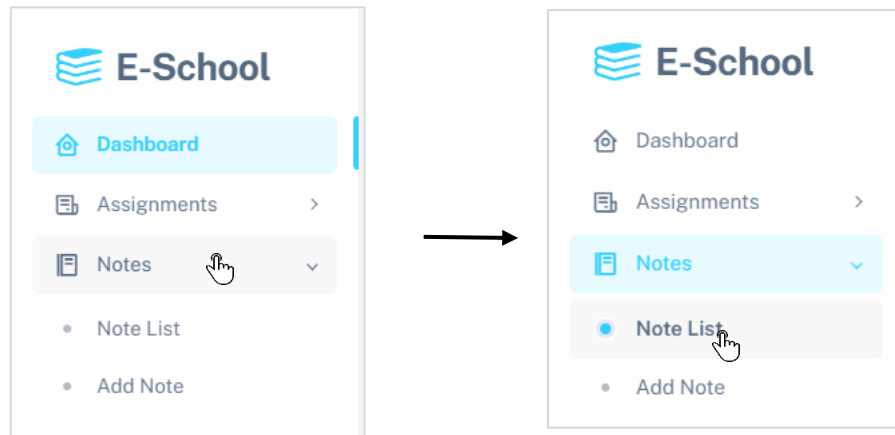 E-School
Dashboard
Assignments
Notes
Note List
Add Note
E-School
Dashboard
Assignments
Notes
Note List
Add Note